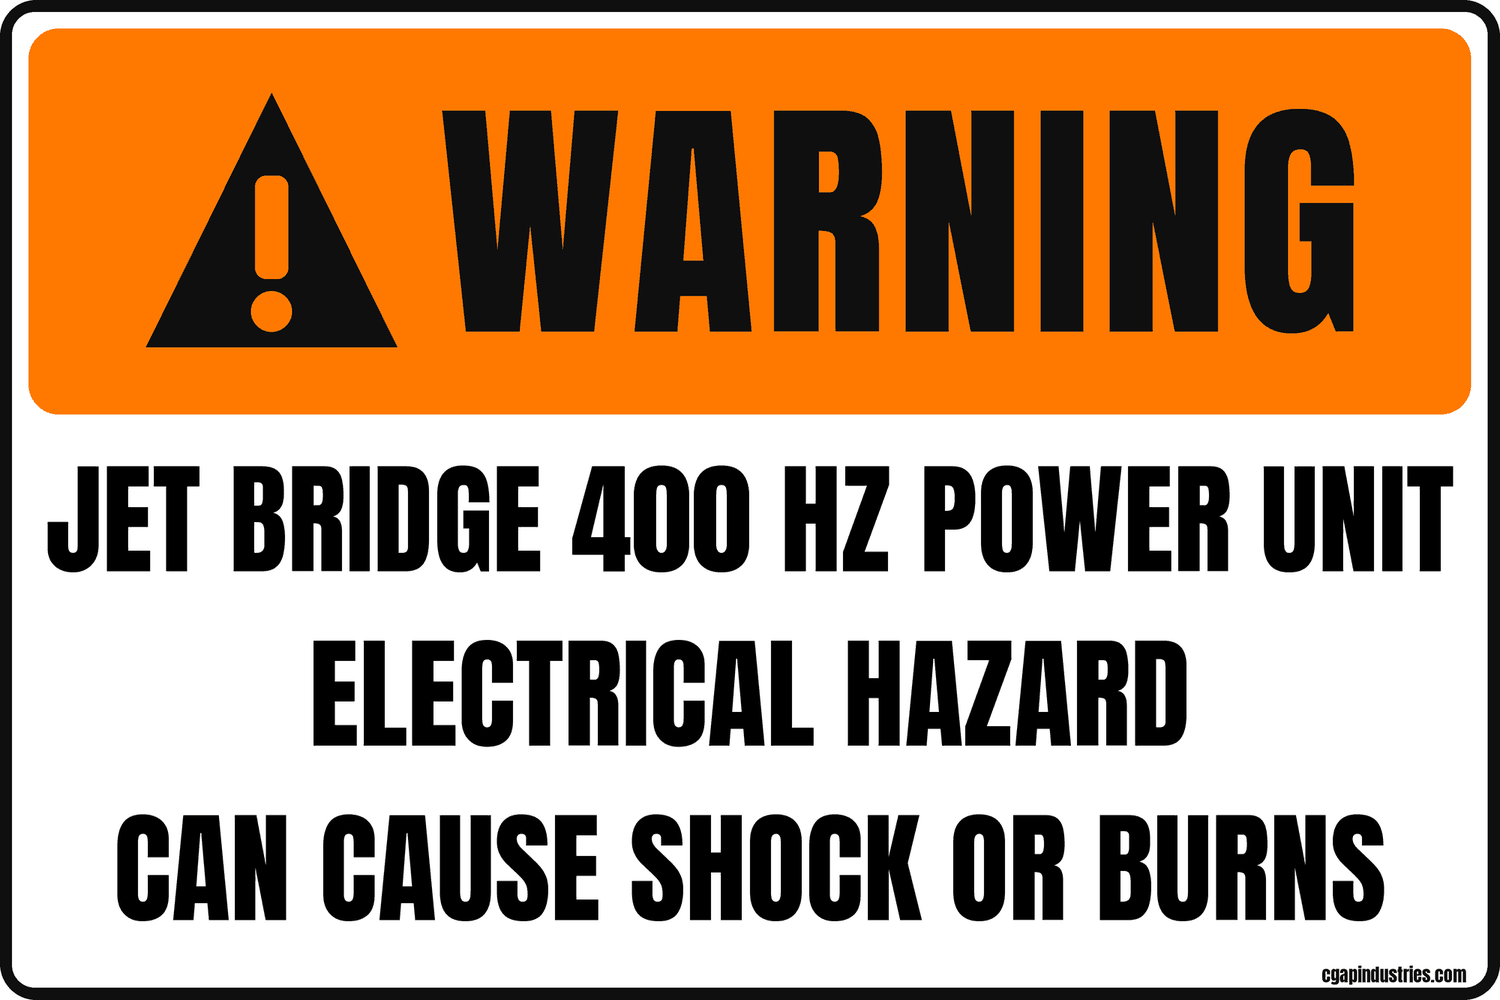 WARNING
JET BRIDGE 400 HZ POWER UNIT
ELECTRICAL HAZARD
CAN CAUSE SHOCK OR BURNS
cgapindustries.com